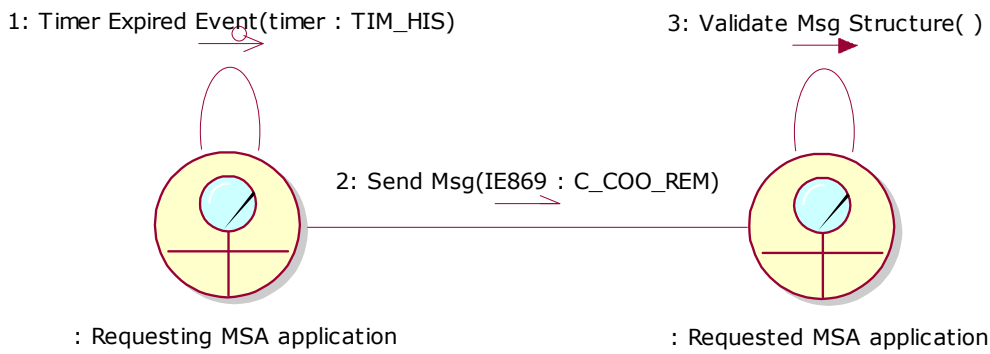 1: Timer Expired Event(timer : TIM_HIS)
3: Validate Msg Structure( )
2: Send Msg(IE869 : C_COO_REM)
: Requesting MSA application
: Requested MSA application